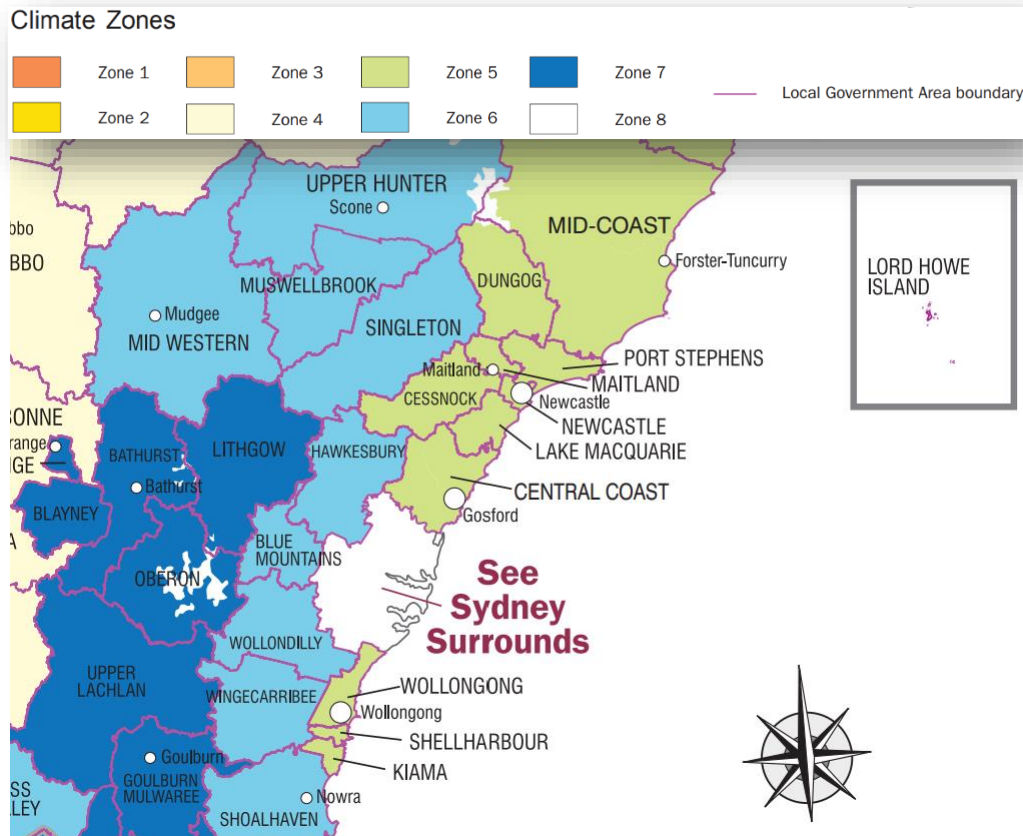 Climate Zones
Zone 1
Zone 3
Zone 5
Zone 7
Local Government Area boundary
Zone 2
Zone 4
Zone 6
Zone 8
UPPER HUNTER
Scone
MID-COAST
bbo
BBO
Forster-Tuncurry
LORD HOWE
ISLAND
DUNGOG
MUSWELLBROOK
Mudgee
MID WESTERN
SINGLETON
PORT STEPHENS
Maitland
MAITLAND
CESSNOCK
Newcastle
NEWCASTLE
LAKE MACQUARIE
ONNE
range
GE
BATHURST
LITHGOW
HAWKESBURY
Bathurst
CENTRAL COAST
Gosford
BLAYNEY
A
BLUE
MOUNTAINS
OBERON
See
Sydney
Surrounds
WOLLONDILLY
UPPER
LACHLAN
WINGECARRIBEE
WOLLONGONG
Wollongong
SHELLHARBOUR
KIAMA
Goulburn
GOULBURN
MULWAREE
SS
LEY
Nowra
SHOALHAVEN